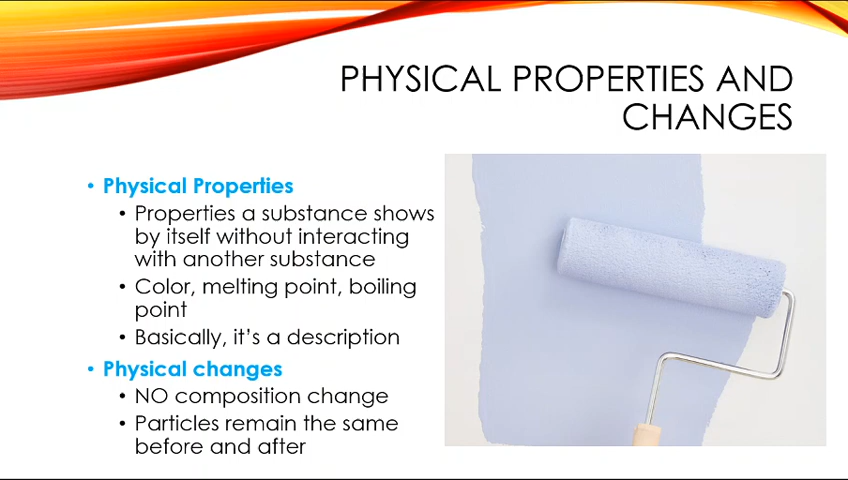 PHYSICAL PROPERTIES AND
CHANGES
• Physical Properties
• Properties a substance shows
by itself without interacting
with another substance
• Color, melting point, boiling
point
• Basically, it's a description
• Physical changes
• NO composition change
• Particles remain the same
before and after